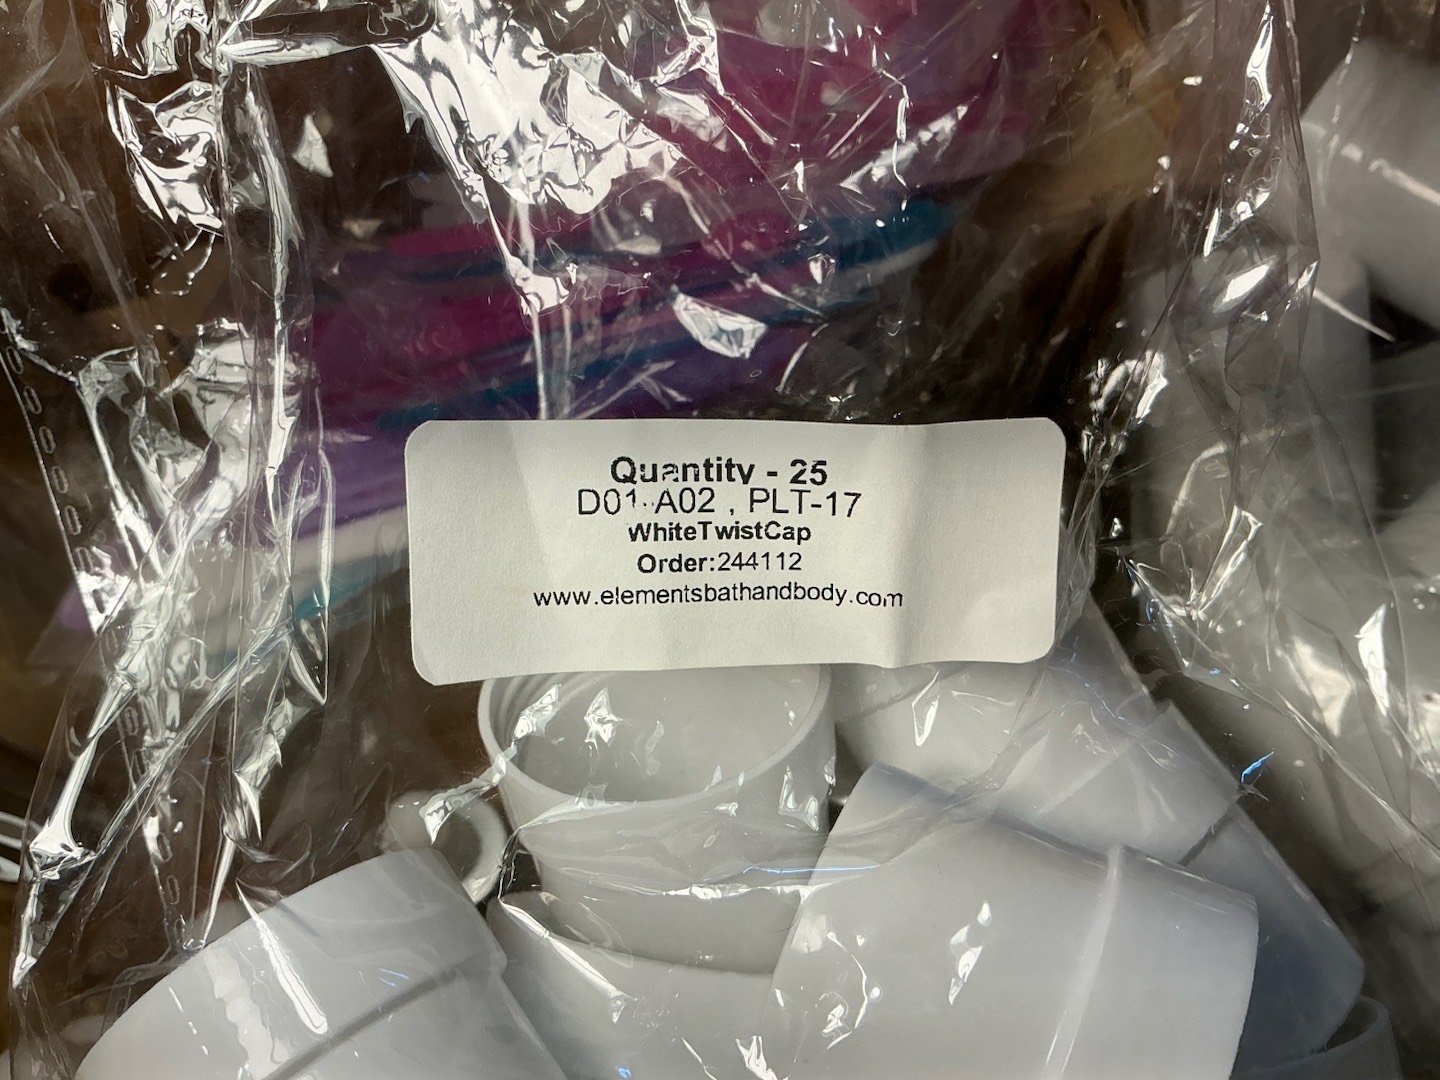 Quantity - 25
D01-A02 , PLT-17
WhiteTwistCap
Order:244112
www.elementsbathandbody.com